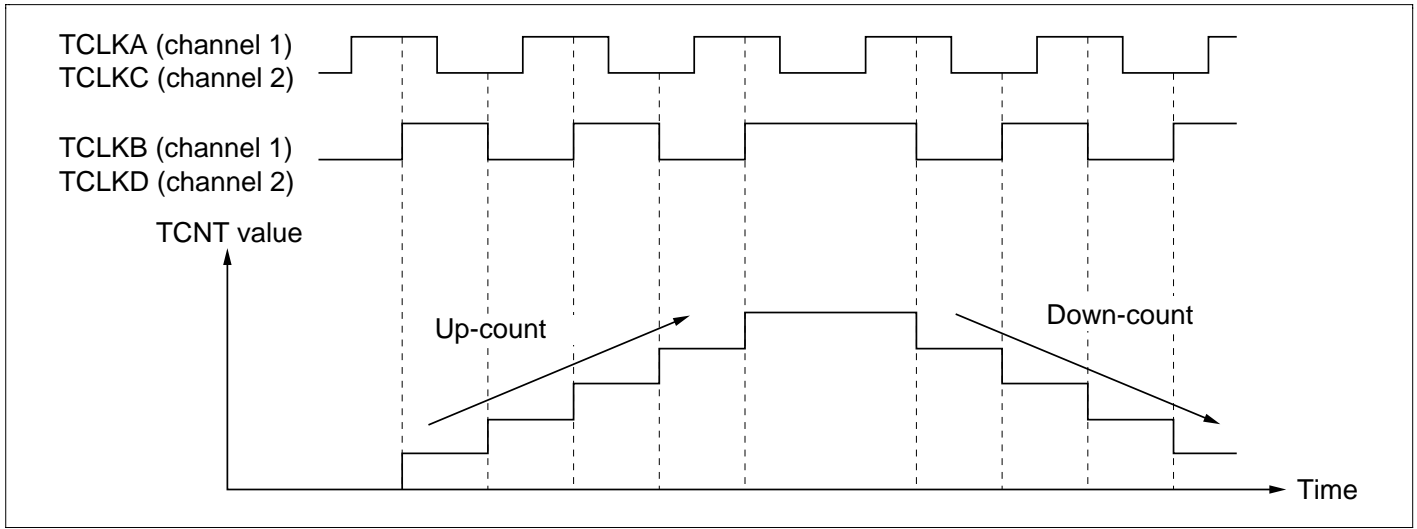 TCLKA (channel 1)
TCLKC (channel 2)
TCLKB (channel 1)
TCLKD (channel 2)
TCNT value
Up-count
Down-count
Time